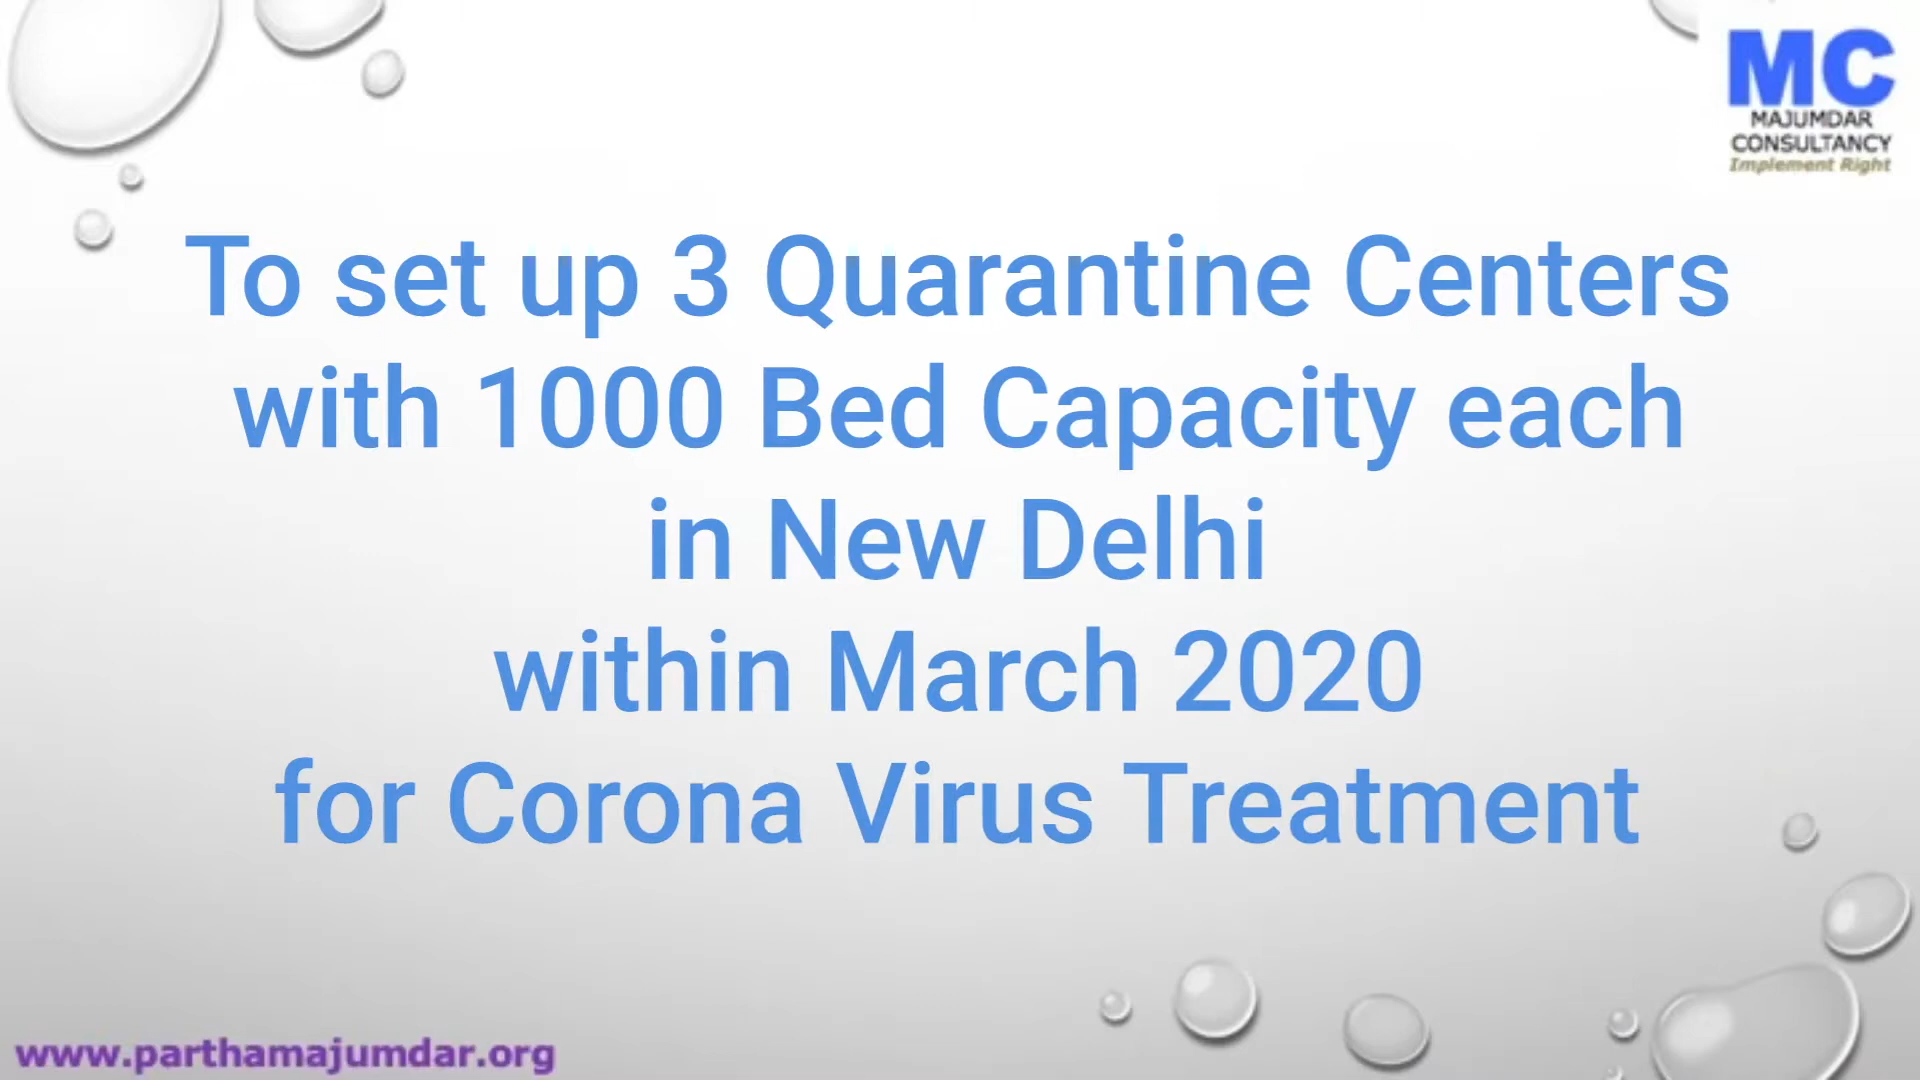 MC
MAJUMDAR
CONSULTANCY
Implement Right
To set up 3 Quarantine Centers
with 1000 Bed Capacity each
in New Delhi
within March 2020
for Corona Virus Treatment
www.parthamajumdar.org